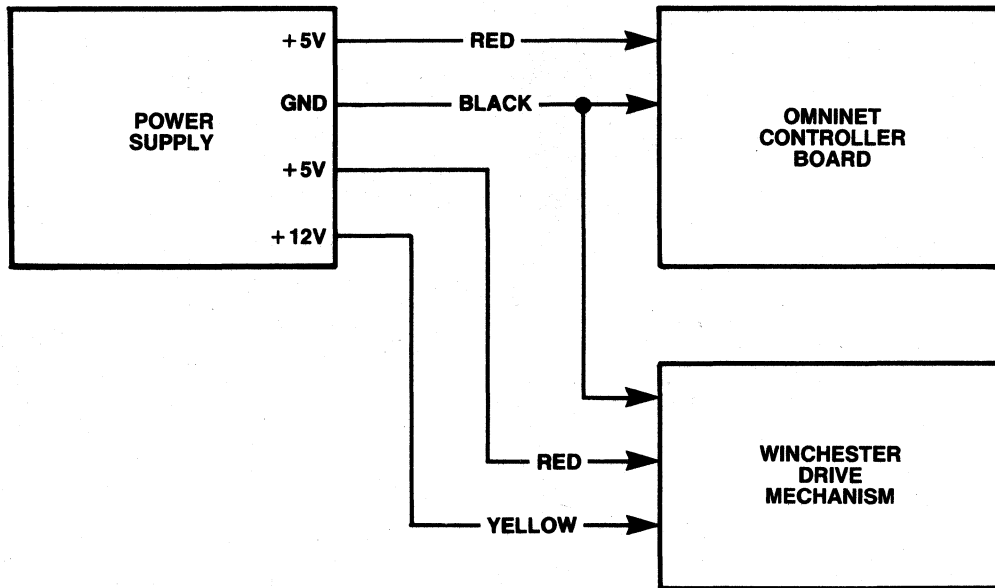 POWER
SUPPLY
+5V
GND
+5V
+12V
RED
BLACK
RED
YELLOW
OMNINET
CONTROLLER
BOARD
WINCHESTER
DRIVE
MECHANISM